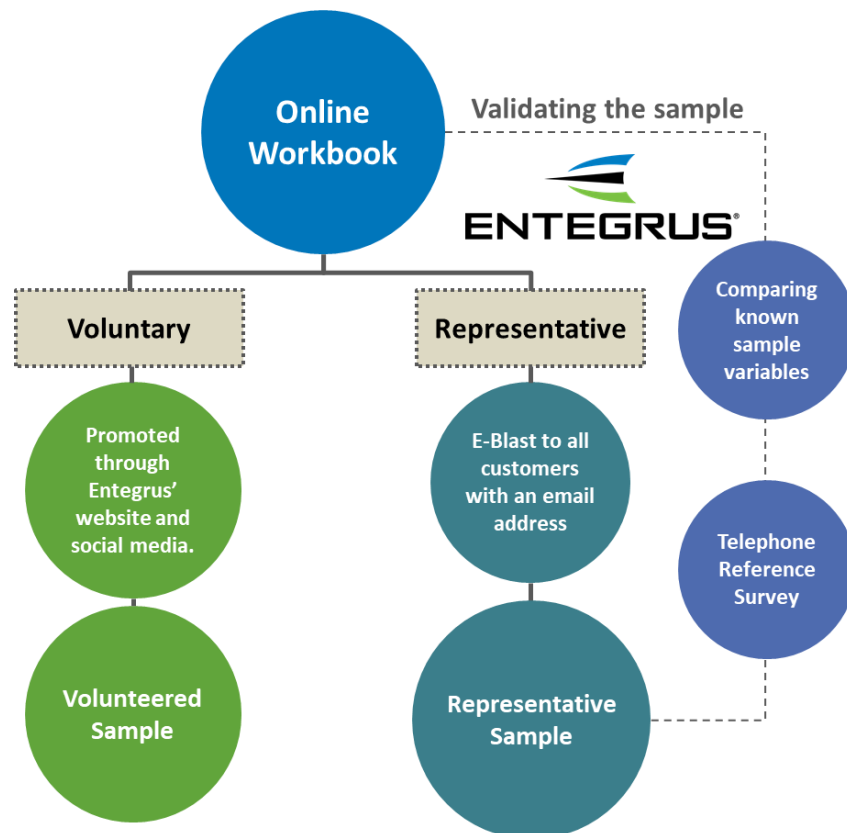 Online
Workbook
Validating the sample
ENTEGRUS®
Voluntary
Representative
Comparing
known
sample
variables
Promoted
through
Entegrus’
website and
social media.
E-Blast to all
customers
with an email
address
Telephone
Reference
Survey
Volunteered
Sample
Representative
Sample